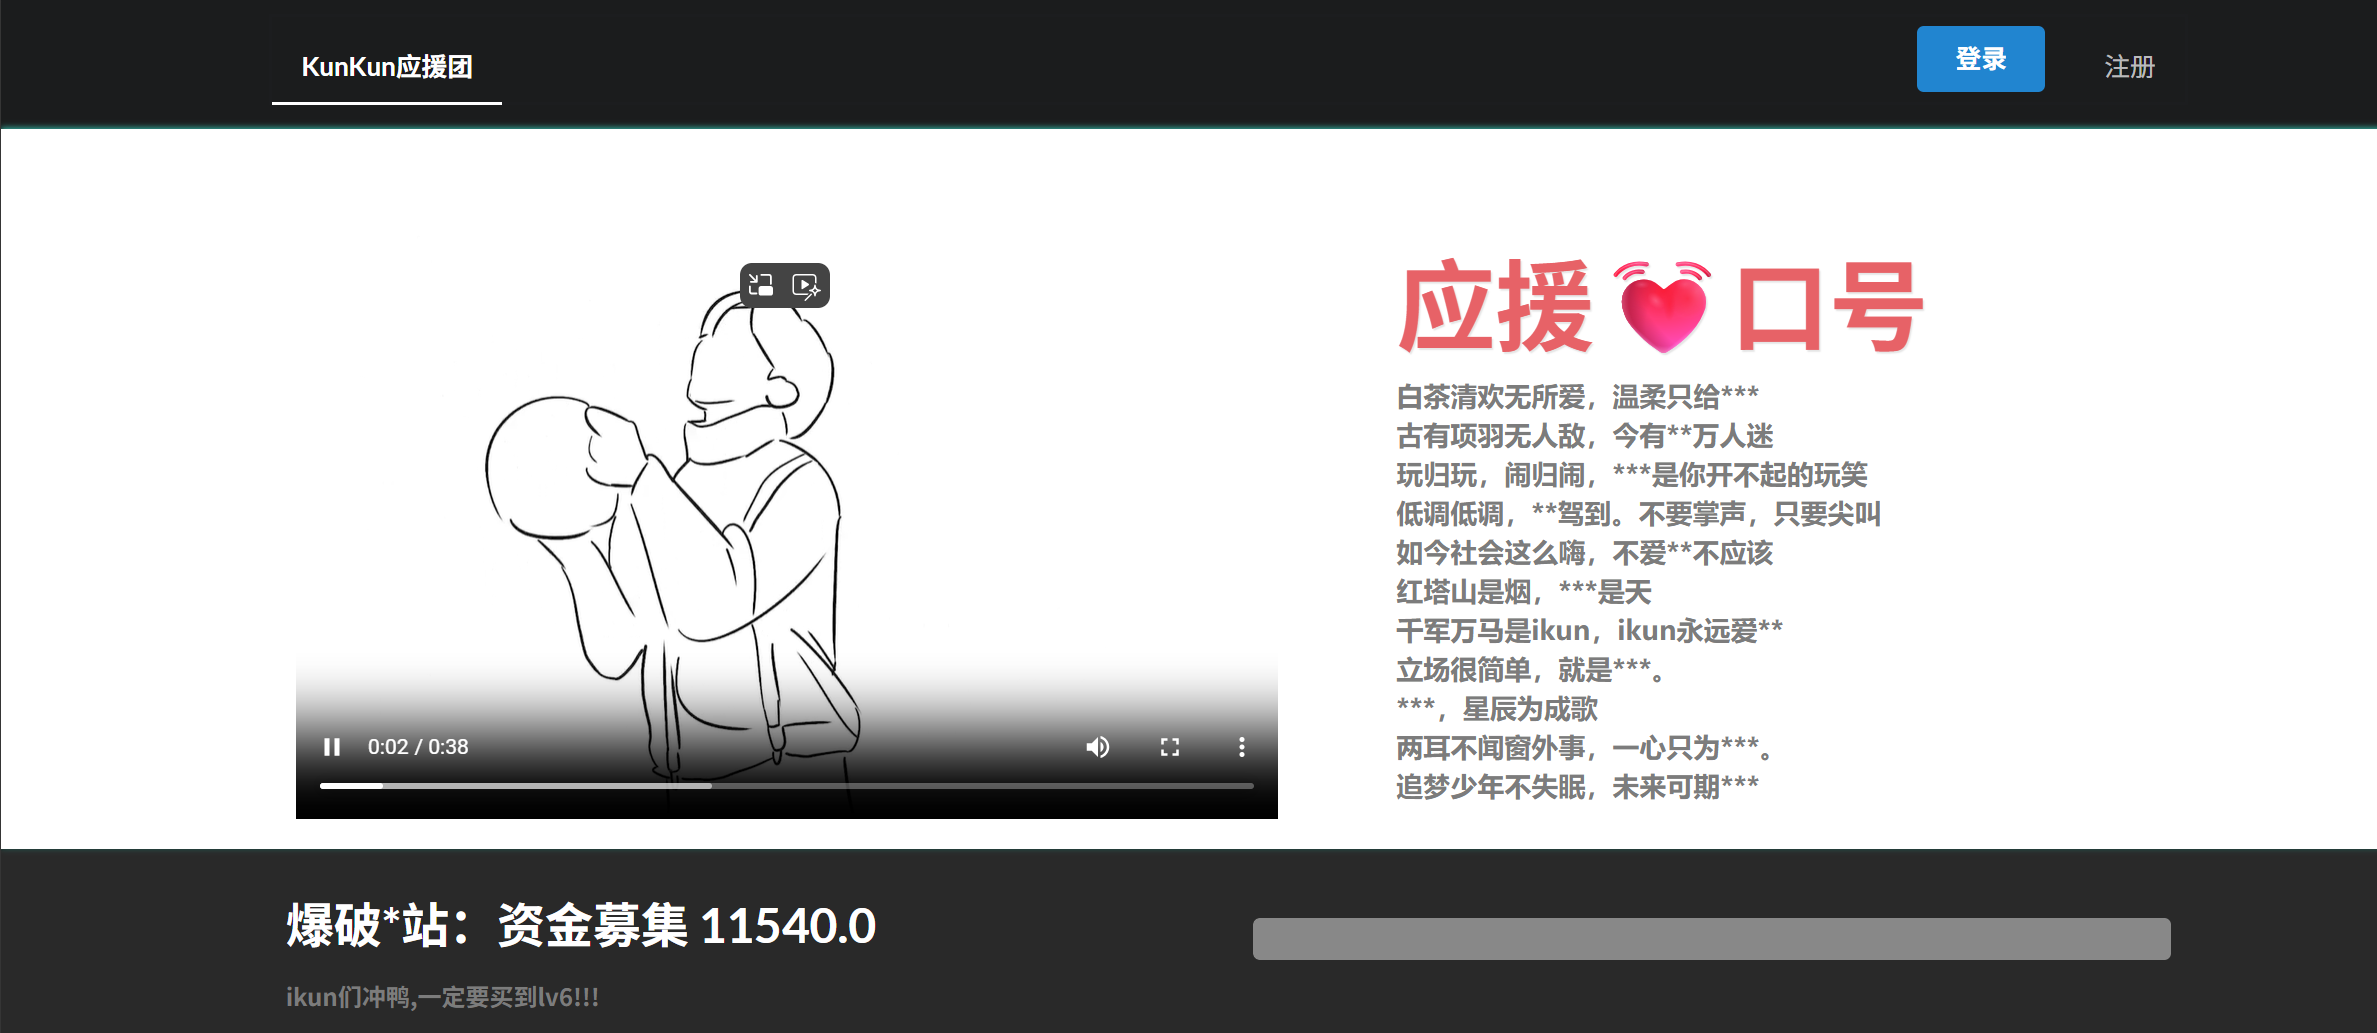 KunKun应援团
登录
注册
应援💓口号
白茶清欢无所爱，温柔只给***
古有项羽无人敌，今有**万人迷
玩归玩，闹归闹，***是你开不起的玩笑
低调低调，**驾到。不要掌声，只要尖叫
如今社会这么嗨，不爱**不应该
红塔山是烟，***是天
千军万马是ikun，ikun永远爱**
立场很简单，就是***。
***，星辰为成歌
两耳不闻窗外事，一心只为***。
追梦少年不失眠，未来可期***
0:02 / 0:38
爆破*站：资金募集 11540.0
ikun们冲鸭,一定要买到lv6!!!